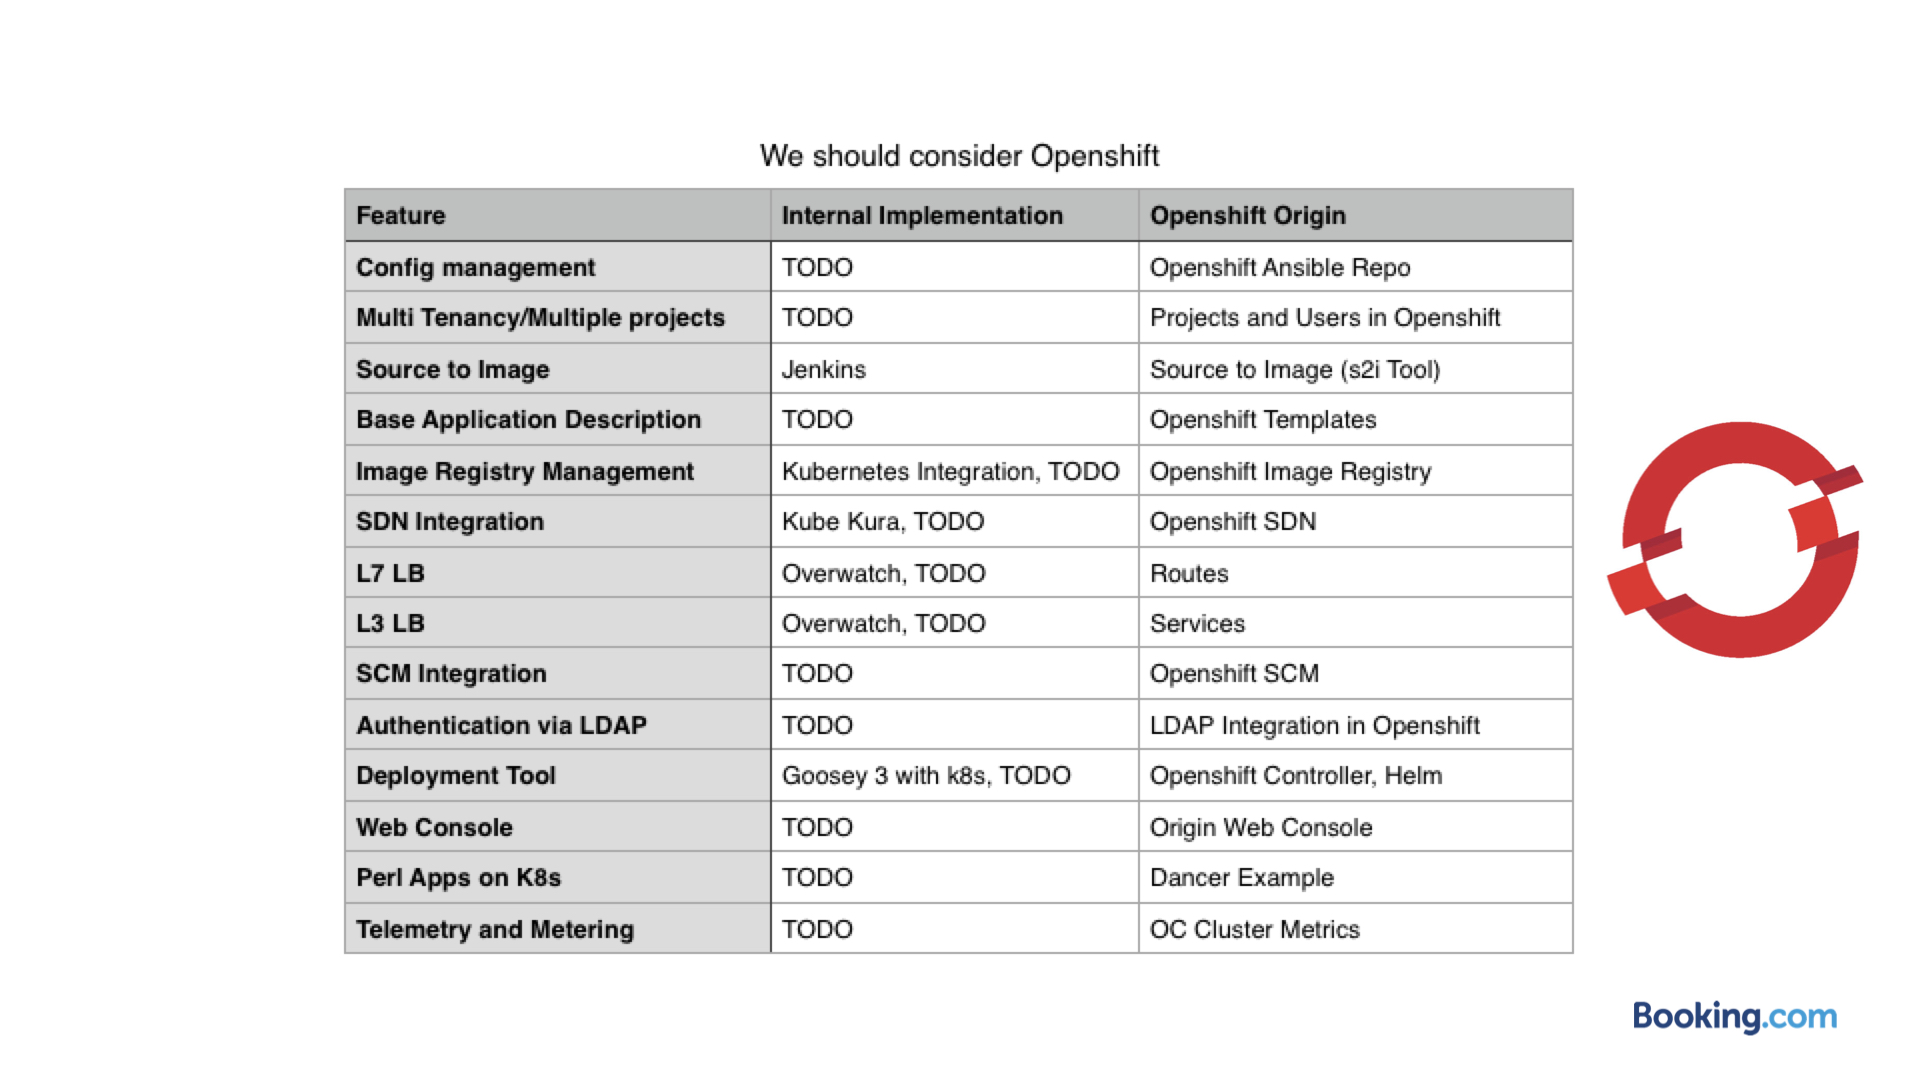 We should consider Openshift
Feature Internal Implementation Openshift Origin
Config management TODO Openshift Ansible Repo
Multi Tenancy/Multiple projects TODO Projects and Users in Openshift
Source to Image Jenkins Source to Image (s2i Tool)
Base Application Description TODO Openshift Templates
Image Registry Management Kubernetes Integration, TODO Openshift Image Registry
SDN Integration Kube Kura, TODO Openshift SDN
L7 LB Overwatch, TODO Routes
L3 LB Overwatch, TODO Services
SCM Integration TODO Openshift SCM
Authentication via LDAP TODO LDAP Integration in Openshift
Deployment Tool Goosey 3 with k8s, TODO Openshift Controller, Helm
Web Console TODO Origin Web Console
Perl Apps on K8s TODO Dancer Example
Telemetry and Metering TODO OC Cluster Metrics
Booking.com